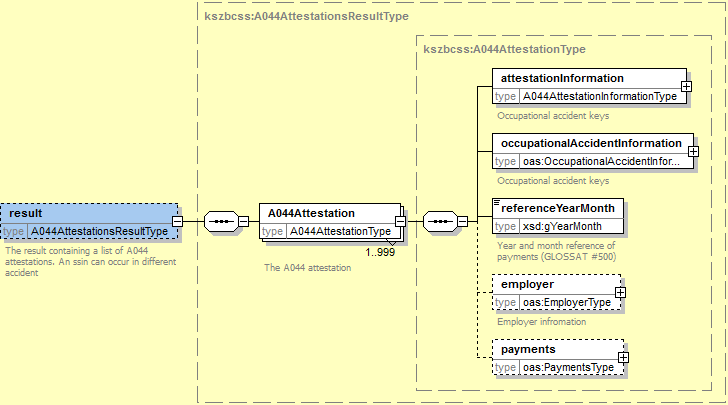 kszbcss:A044AttestationsResultType
kszbcss:A044AttestationType
attestationInformation
type A044AttestationInformationType
Occupational accident keys
occupationalAccidentInformation
type oas:OccupationalAccidentInfor...
Occupational accident keys
result
type A044AttestationsResultType
The result containing a list of A044
attestations. An ssin can occur in different
accident
A044Attestation
type A044AttestationType
1..999
The A044 attestation
referenceYearMonth
type xsd:gYearMonth
Year and month reference of
payments (GLOSSAT #500)
employer
type oas:EmployerType
Employer infromation
payments
type oas:PaymentsType